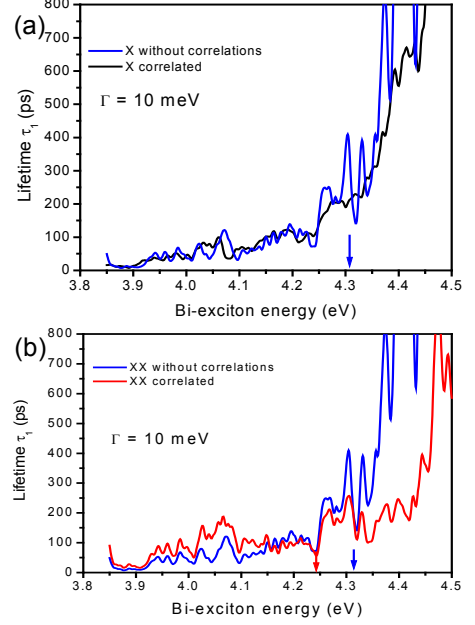 (a)
X without correlations
X correlated
Γ = 10 meV
Lifetime τ1 (ps)
800
700
600
500
400
300
200
100
0
3.8 3.9 4.0 4.1 4.2 4.3 4.4 4.5
Bi-exciton energy (eV)
(b)
XX without correlations
XX correlated
Γ = 10 meV
Lifetime τ1 (ps)
800
700
600
500
400
300
200
100
0
3.8 3.9 4.0 4.1 4.2 4.3 4.4 4.5
Bi-exciton energy (eV)